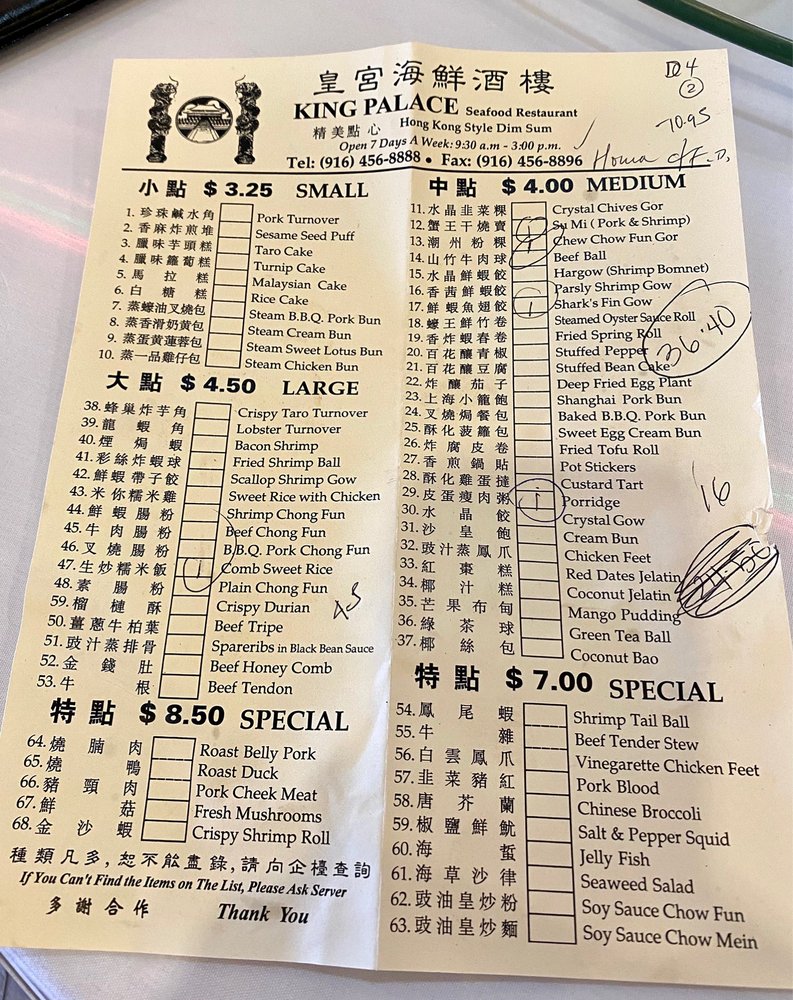 皇宮海鮮酒樓
KING PALACE Seafood Restaurant
精美點心 Hong Kong Style Dim Sum
Open 7 Days A Week: 9:30 a.m - 3:00 p.m.
Tel: (916) 456-8888 • Fax: (916) 456-8896
4
2
10.95
小點 $ 3.25 SMALL
1. 珍珠鹹水角 Pork Turnover
2. 香麻炸煎堆 Sesame Seed Puff
3. 臘味芋頭糕 Taro Cake
4. 臘味蘿蔔糕 Turnip Cake
5. 馬拉糕 Malaysian Cake
6. 白糖糕 Rice Cake
7. 蒸蠔油叉燒包 Steam B.B.Q. Pork Bun
8. 蒸香滑奶黃包 Steam Cream Bun
9. 蒸蛋黃蓮蓉包 Steam Sweet Lotus Bun
10. 蒸一品雞仔包 Steam Chicken Bun
大點 $ 4.50 LARGE
38. 蜂巢炸芋角 Crispy Taro Turnover
39. 龍蝦角 Lobster Turnover
40. 煙焗蝦 Bacon Shrimp
41. 彩絲炸蝦球 Fried Shrimp Ball
42. 鮮蝦帶子餃 Scallop Shrimp Gow
43. 米你糯米雞 Sweet Rice with Chicken
44. 鮮蝦腸粉 Shrimp Chong Fun
45. 牛肉腸粉 Beef Chong Fun
46. 叉燒腸粉 B.B.Q. Pork Chong Fun
47. 生炒糯米飯 1 Comb Sweet Rice
48. 素腸粉 Plain Chong Fun
59. 榴槤酥 Crispy Durian
50. 薑蔥牛柏葉 Beef Tripe
51. 豉汁蒸排骨 Spareribs in Black Bean Sauce
52. 金錢肚 Beef Honey Comb
53. 牛根 Beef Tendon
特點 $ 8.50 SPECIAL
64. 燒腩肉 Roast Belly Pork
65. 燒鴨 Roast Duck
66. 豬頸肉 Pork Cheek Meat
67. 鮮菇 Fresh Mushrooms
68. 金沙蝦 Crispy Shrimp Roll
種類凡多,恕不能盡錄,請向企檯查詢
If You Can't Find the Items on The List, Please Ask Server
多謝合作 Thank You
中點 $ 4.00 MEDIUM
11. 水晶韭菜粿 Crystal Chives Gor
12. 蟹王干燒賣 1 Su Mi ( Pork & Shrimp)
13. 潮州粉粿 Chew Chow Fun Gor
14. 山竹牛肉球 Beef Ball
15. 水晶鮮蝦餃 Hargow (Shrimp Bomnet)
16. 香茜鮮蝦餃 Parsly Shrimp Gow
17. 鮮蝦魚翅餃 1 Shark's Fin Gow
18. 蠔王鮮竹卷 Steamed Oyster Sauce Roll
19. 香炸蝦春卷 Fried Spring Roll
20. 百花釀青椒 Stuffed Pepper
21. 百花釀豆腐 Stuffed Bean Cake
22. 炸釀茄子 Deep Fried Egg Plant
23. 上海小籠飽 Shanghai Pork Bun
24. 叉燒焗餐包 Baked B.B.Q. Pork Bun
25. 酥化菠籮包 Sweet Egg Cream Bun
26. 炸腐皮卷 Fried Tofu Roll
27. 香煎鍋貼 Pot Stickers
28. 酥化雞蛋撻 Custard Tart
29. 皮蛋瘦肉粥 1 Porridge
30. 水晶餃 Crystal Gow
31. 沙皇飽 Cream Bun
32. 豉汁蒸鳳爪 Chicken Feet
33. 紅棗糕 Red Dates Jelatin
34. 椰汁糕 Coconut Jelatin
35. 芒果布甸 Mango Pudding
36. 綠茶球 Green Tea Ball
37. 椰絲包 Coconut Bao
36.40
16
特點 $ 7.00 SPECIAL
54. 鳳尾蝦 Shrimp Tail Ball
55. 牛雜 Beef Tender Stew
56. 白雲鳳爪 Vinegarette Chicken Feet
57. 韭菜豬紅 Pork Blood
58. 唐芥蘭 Chinese Broccoli
59. 椒鹽鮮魷 Salt & Pepper Squid
60. 海蜇 Jelly Fish
61. 海草沙律 Seaweed Salad
62. 豉油皇炒粉 Soy Sauce Chow Fun
63. 豉油皇炒麵 Soy Sauce Chow Mein